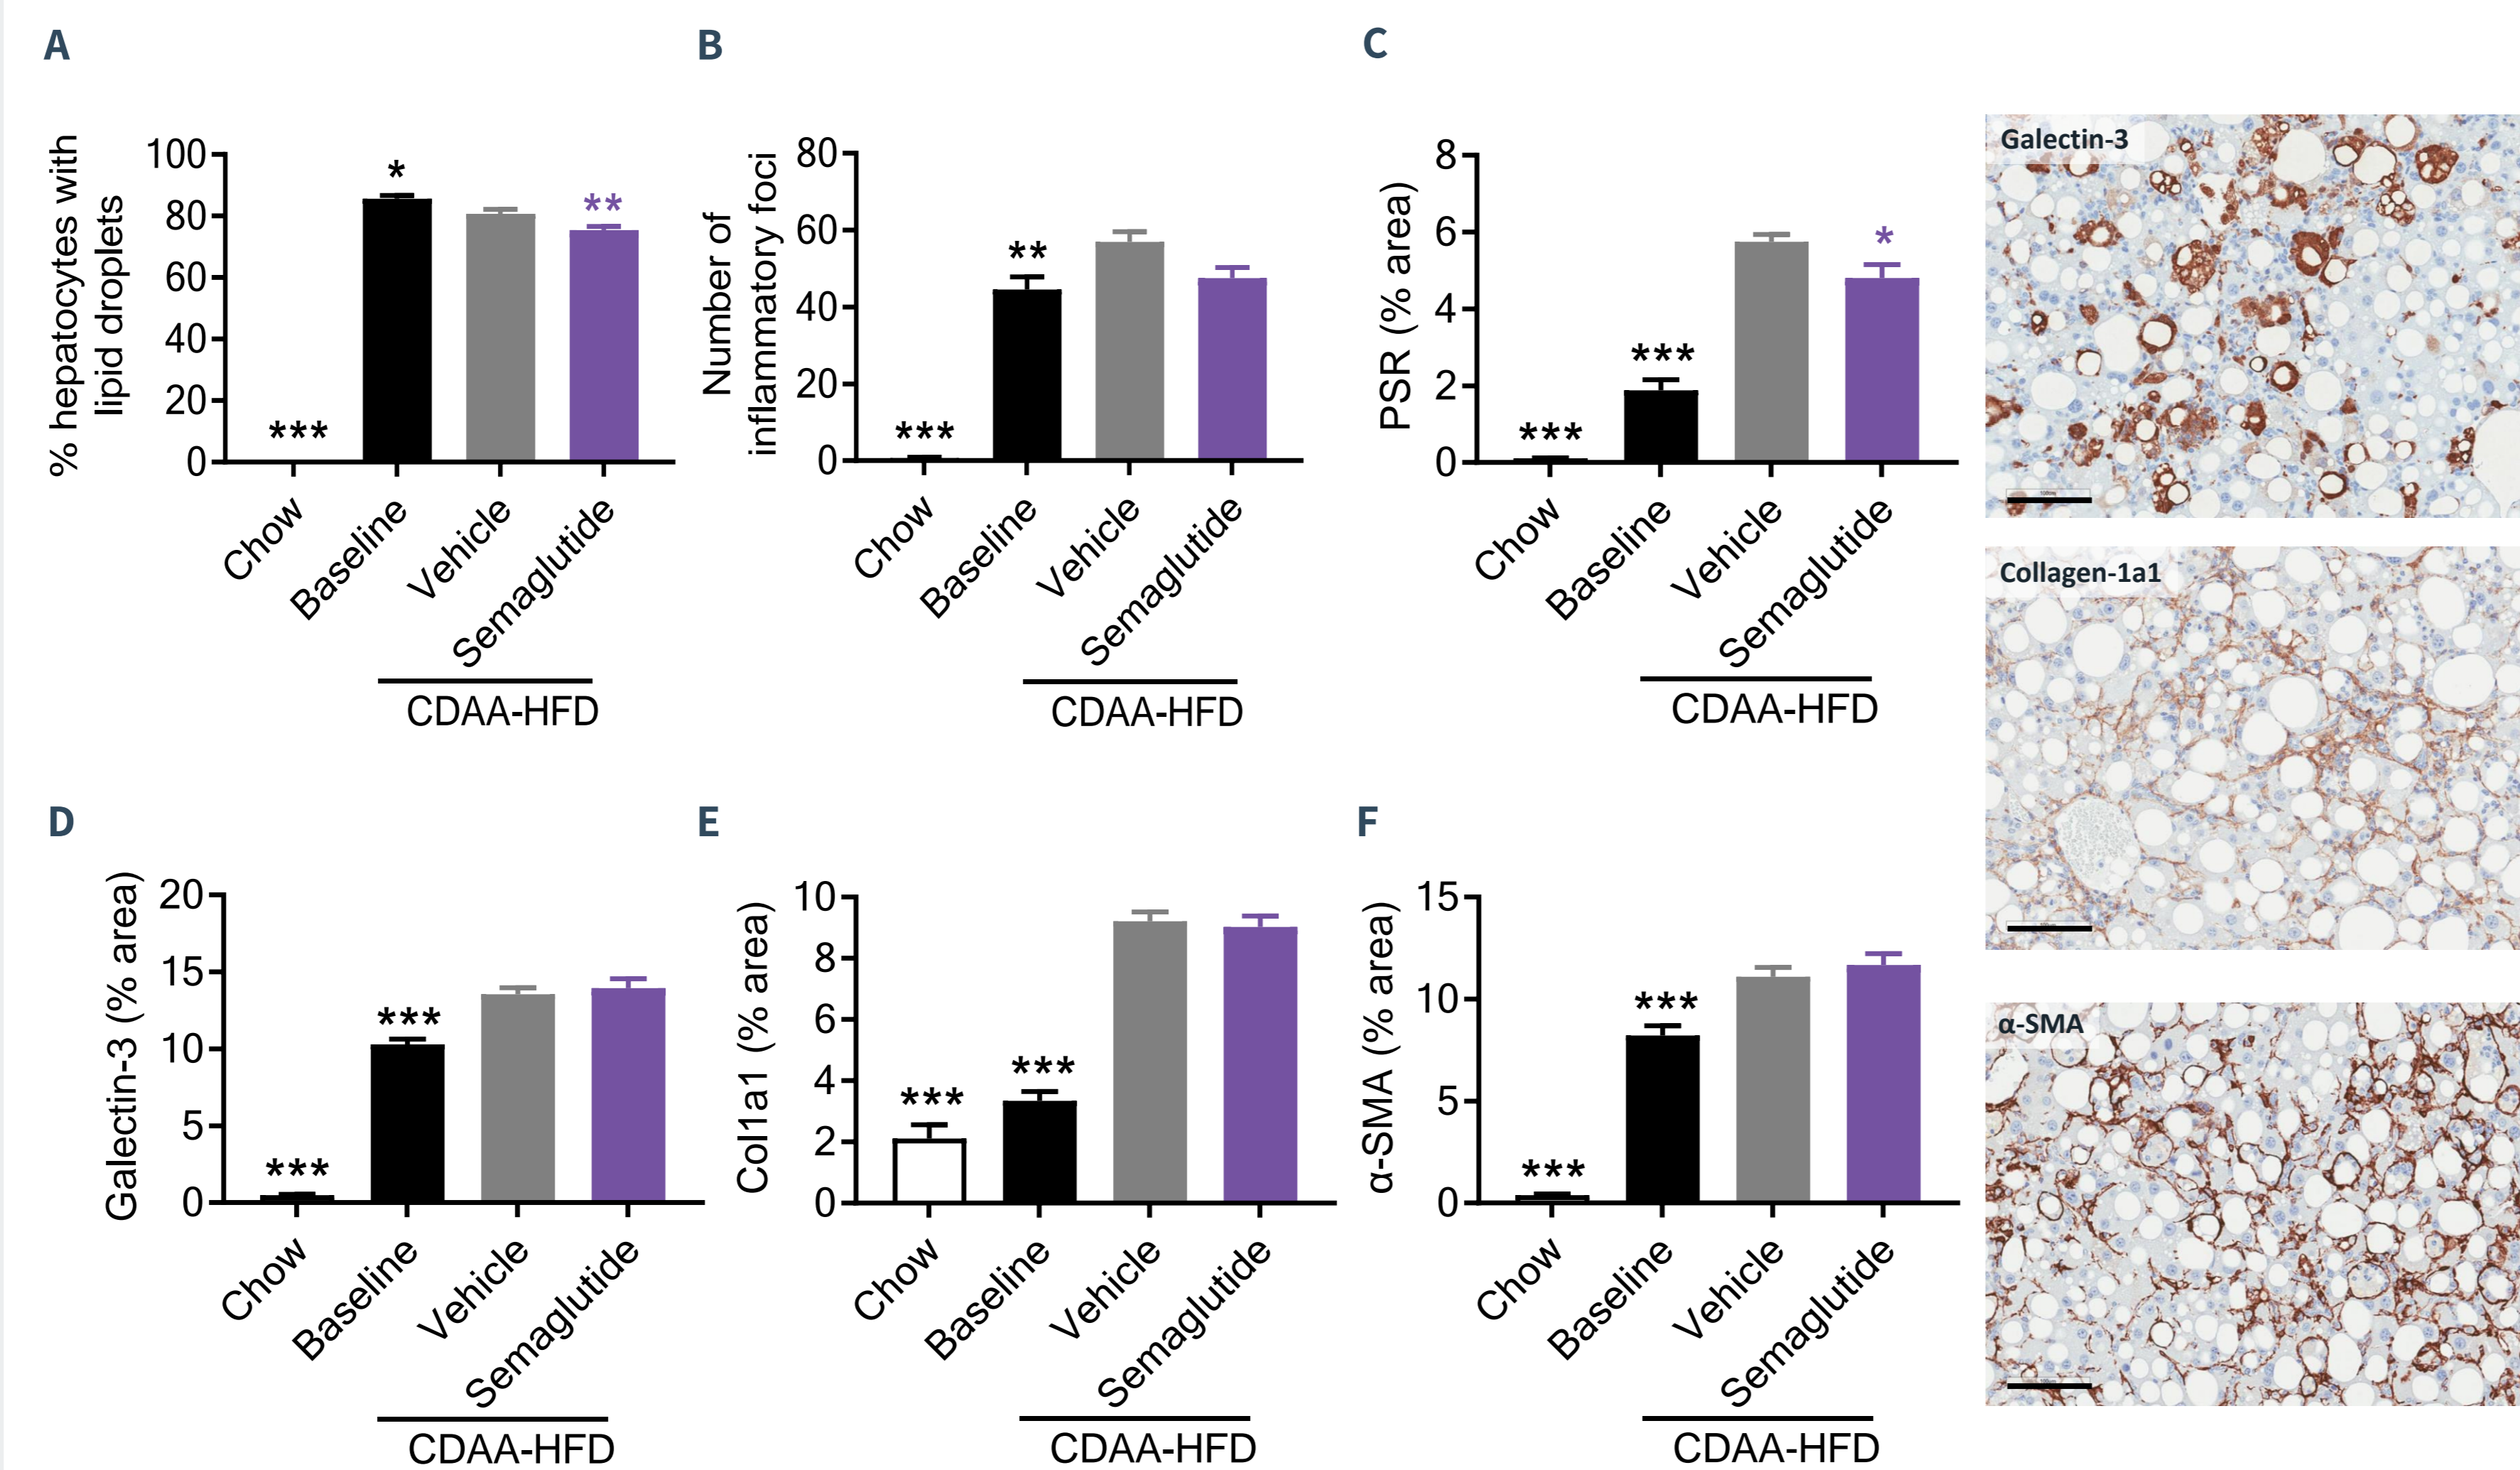 A
% hepatocytes with
lipid droplets
100
80
60
40
20
0
***
*
**
Chow
Baseline
Vehicle
Semaglutide
CDAA-HFD
B
Number of
inflammatory foci
80
60
40
20
0
***
**
Chow
Baseline
Vehicle
Semaglutide
CDAA-HFD
C
PSR (% area)
8
6
4
2
0
***
***
*
Chow
Baseline
Vehicle
Semaglutide
CDAA-HFD
Galectin-3
Collagen-1a1
α-SMA
D
Galectin-3 (% area)
20
15
10
5
0
***
***
Chow
Baseline
Vehicle
Semaglutide
CDAA-HFD
E
Col1a1 (% area)
10
8
6
4
2
0
***
***
Chow
Baseline
Vehicle
Semaglutide
CDAA-HFD
F
α-SMA (% area)
15
10
5
0
***
***
Chow
Baseline
Vehicle
Semaglutide
CDAA-HFD